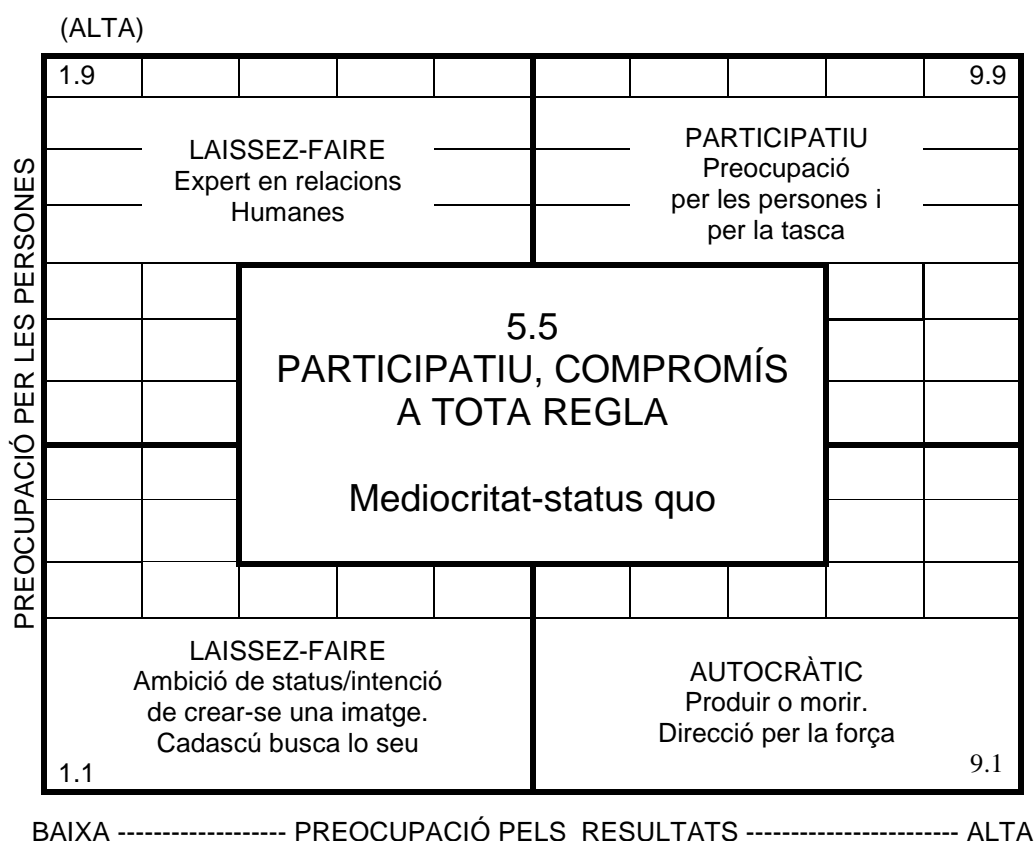 (ALTA)
1.9
9.9
LAISSEZ-FAIRE
Expert en relacions
Humanes
PARTICIPATIU
Preocupació
per les persones i
per la tasca
PREOCUPACIÓ PER LES PERSONES
5.5
PARTICIPATIU, COMPROMÍS
A TOTA REGLA
Mediocritat-status quo
LAISSEZ-FAIRE
Ambició de status/intenció
de crear-se una imatge.
Cadascú busca lo seu
1.1
AUTOCRÀTIC
Produir o morir.
Direcció per la força
9.1
BAIXA ------------------- PREOCUPACIÓ PELS RESULTATS ------------------------ ALTA